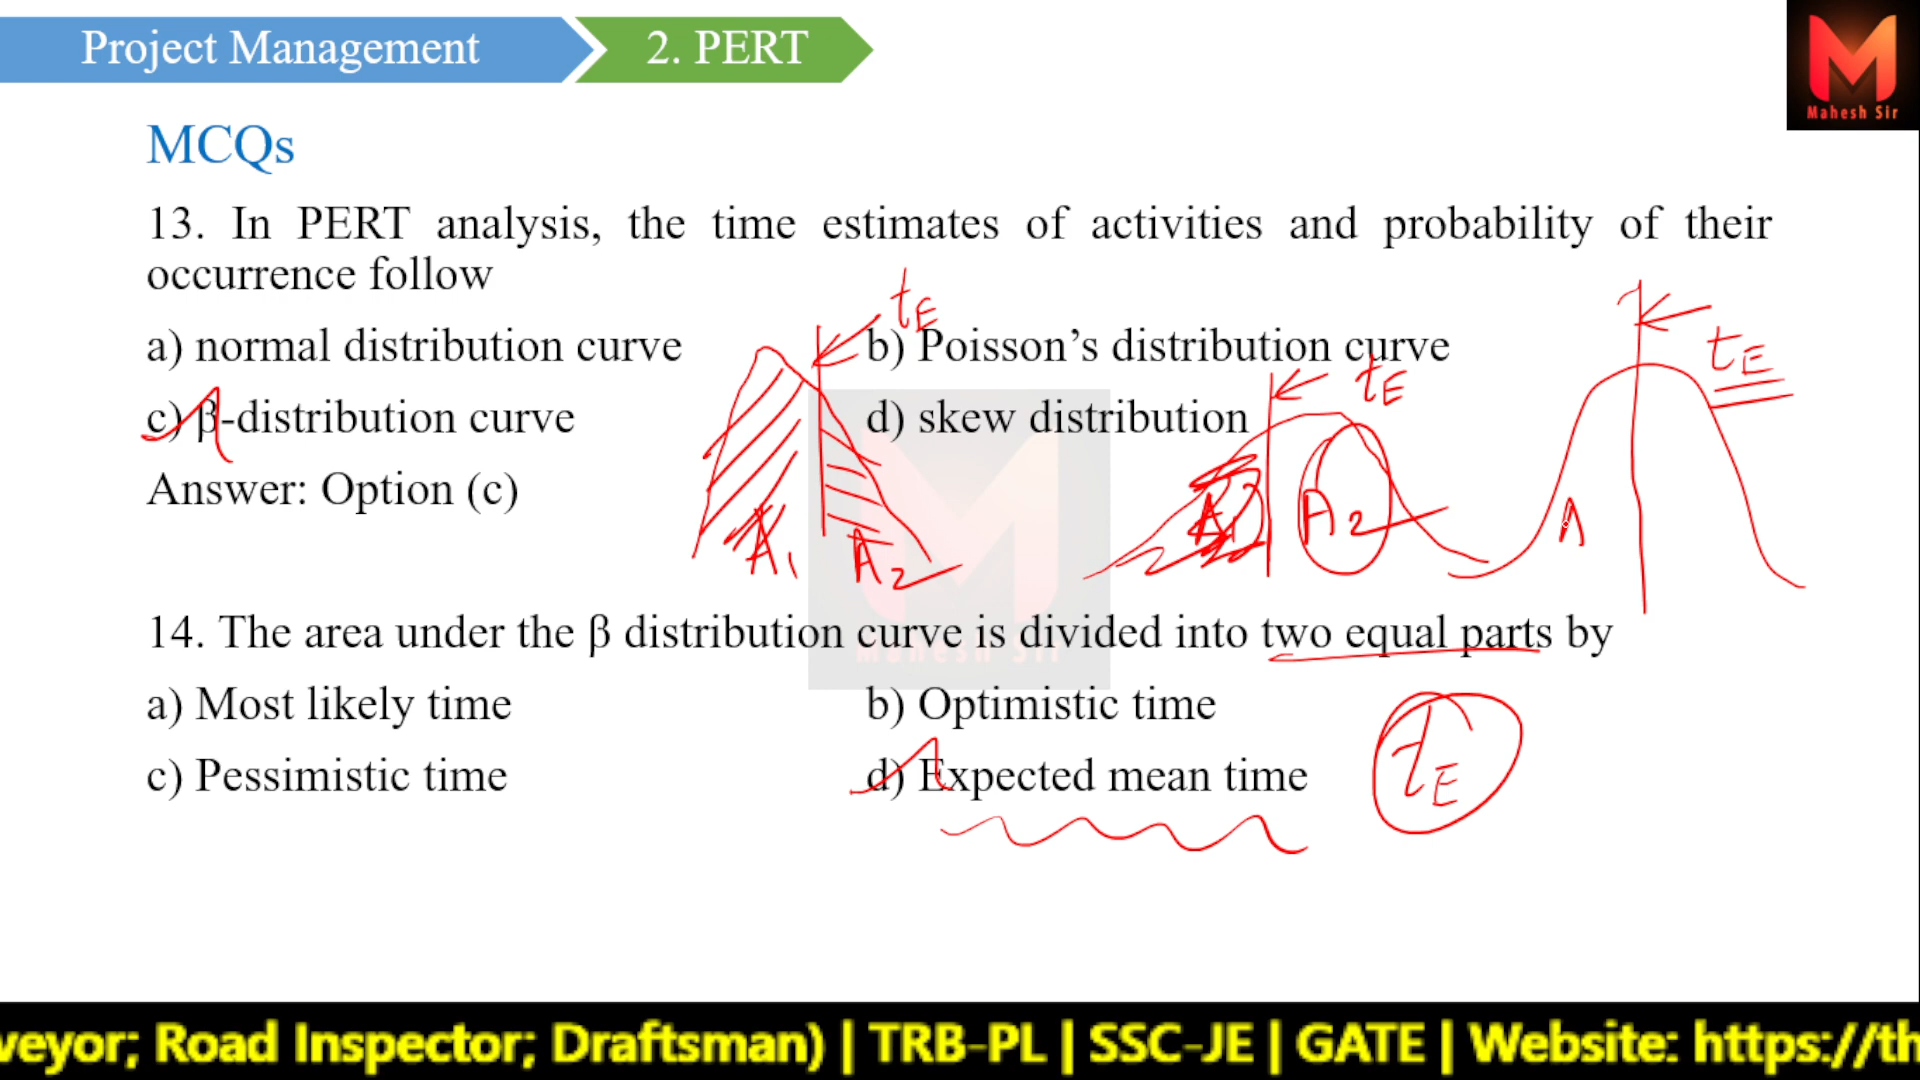 Project Management
2. PERT
Mahesh Sir
MCQs
13. In PERT analysis, the time estimates of activities and probability of their
occurrence follow
a) normal distribution curve
b) Poisson’s distribution curve
c) β-distribution curve
d) skew distribution
Answer: Option (c)
tE
tE
tE
A1
A2
A1
A2
A
14. The area under the β distribution curve is divided into two equal parts by
a) Most likely time
b) Optimistic time
c) Pessimistic time
d) Expected mean time
tE
Mahesh Sir
veyor; Road Inspector; Draftsman) | TRB-PL | SSC-JE | GATE | Website: https://th